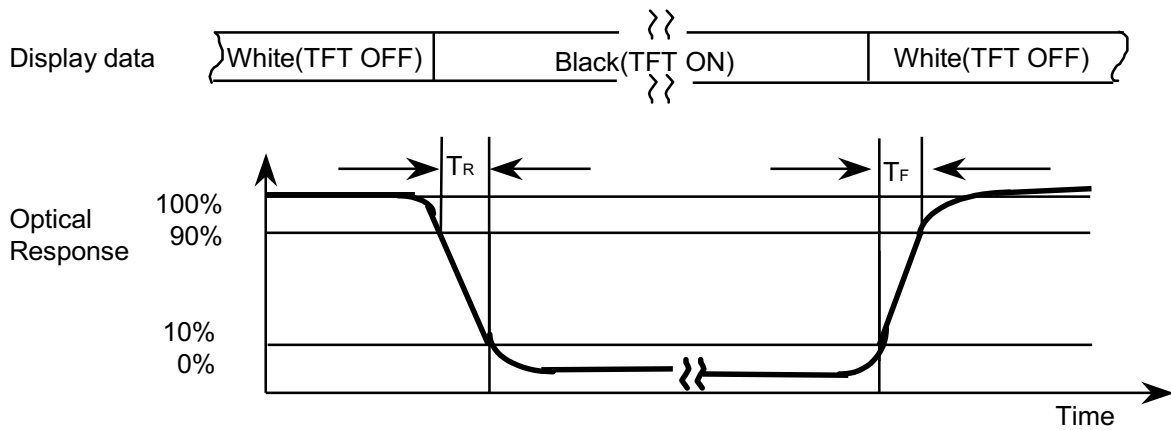 Display data
White(TFT OFF)
Black(TFT ON)
White(TFT OFF)
TR
TF
Optical
Response
100%
90%
10%
0%
Time